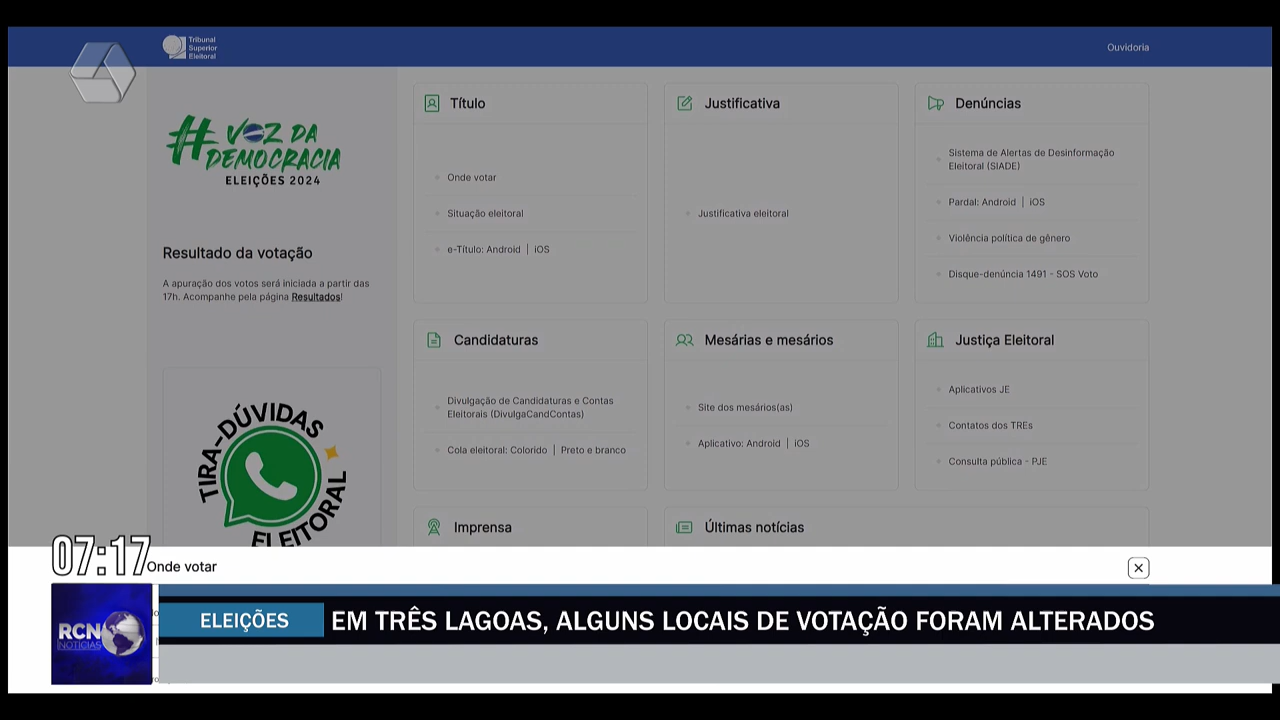 Tribunal
Superior
Eleitoral
Ouvidoria
#VOZ DA
DEMOCRACIA
ELEIÇÕES 2024
Resultado da votação
A apuração dos votos será iniciada a partir das
17h. Acompanhe pela página Resultados!
TIRA-DÚVIDAS
ELEITORAL
Título
Onde votar
Situação eleitoral
e-Título: Android | iOS
Justificativa
Justificativa eleitoral
Denúncias
Sistema de Alertas de Desinformação
Eleitoral (SIADE)
Pardal: Android | iOS
Violência política de gênero
Disque-denúncia 1491 - SOS Voto
Candidaturas
Divulgação de Candidaturas e Contas
Eleitorais (DivulgaCandContas)
Cola eleitoral: Colorido | Preto e branco
Mesárias e mesários
Site dos mesários(as)
Aplicativo: Android | iOS
Justiça Eleitoral
Aplicativos JE
Contatos dos TREs
Consulta pública - PJE
Imprensa
Últimas notícias
07:17
Onde votar
RCN
NOTÍCIAS
ELEIÇÕES
EM TRÊS LAGOAS, ALGUNS LOCAIS DE VOTAÇÃO FORAM ALTERADOS